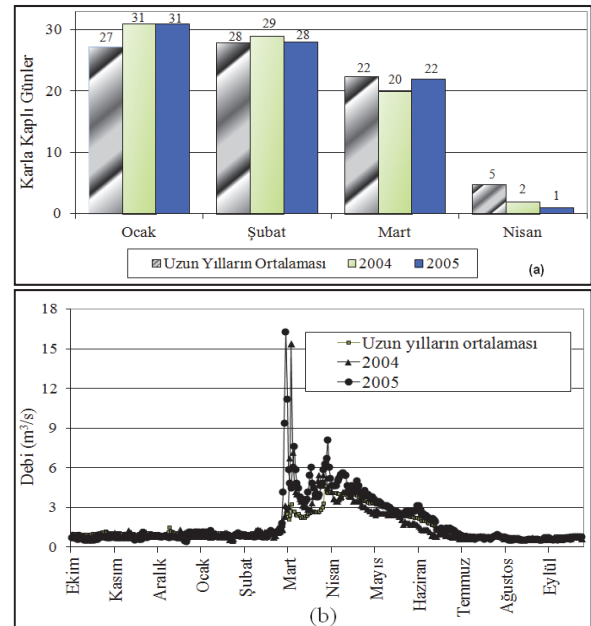 Karla Kaplı Günler
30
20
10
0
27
31
31
28
29
28
22
20
22
5
2
1
Ocak
Şubat
Mart
Nisan
Uzun Yılların Ortalaması
2004
2005
(a)
Debi (m³/s)
18
15
12
9
6
3
0
Uzun yılların ortalaması
2004
2005
Ekim
Kasım
Aralık
Ocak
Şubat
Mart
Nisan
Mayıs
Haziran
Temmuz
Ağustos
Eylül
(b)